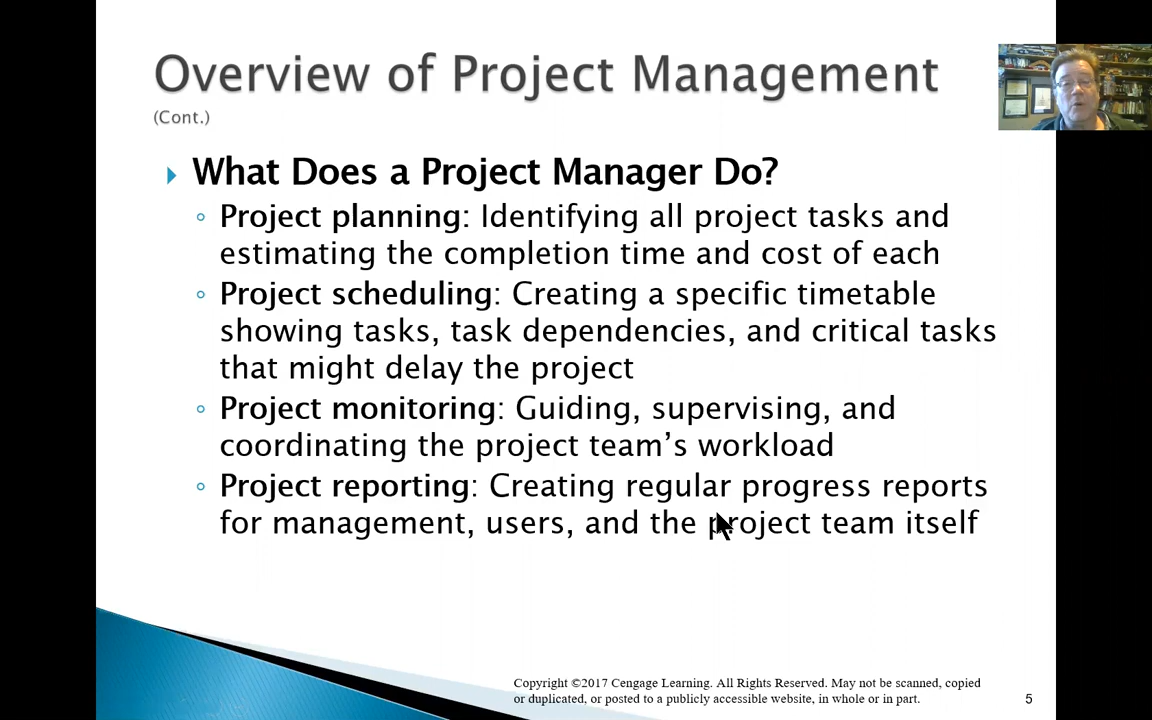 Overview of Project Management
(Cont.)
What Does a Project Manager Do?
Project planning: Identifying all project tasks and
estimating the completion time and cost of each
Project scheduling: Creating a specific timetable
showing tasks, task dependencies, and critical tasks
that might delay the project
Project monitoring: Guiding, supervising, and
coordinating the project team's workload
Project reporting: Creating regular progress reports
for management, users, and the project team itself
Copyright ©2017 Cengage Learning. All Rights Reserved. May not be scanned, copied
or duplicated, or posted to a publicly accessible website, in whole or in part.
5